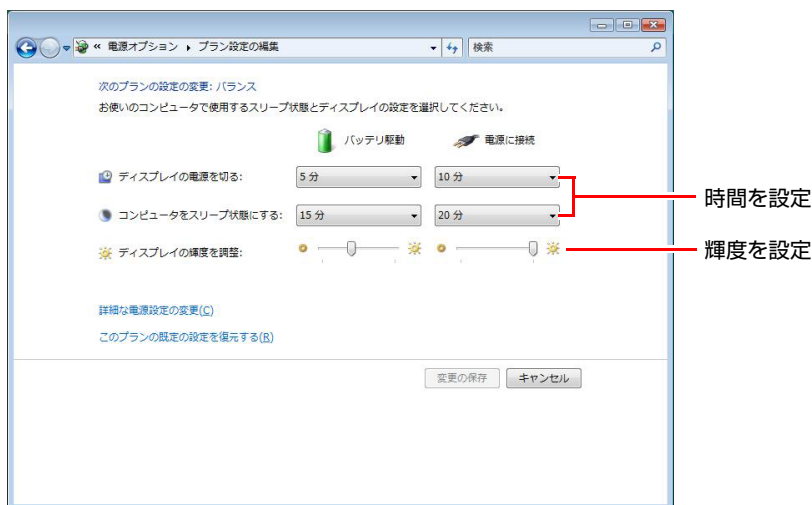 « 電源オプション ▸ プラン設定の編集
検索
次のプランの設定の変更: バランス
お使いのコンピュータで使用するスリープ状態とディスプレイの設定を選択してください。
バッテリ駆動 電源に接続
ディスプレイの電源を切る: 5 分 10 分
時間を設定
コンピュータをスリープ状態にする: 15 分 20 分
ディスプレイの輝度を調整:
輝度を設定
詳細な電源設定の変更(C)
このプランの既定の設定を復元する(R)
変更の保存 キャンセル